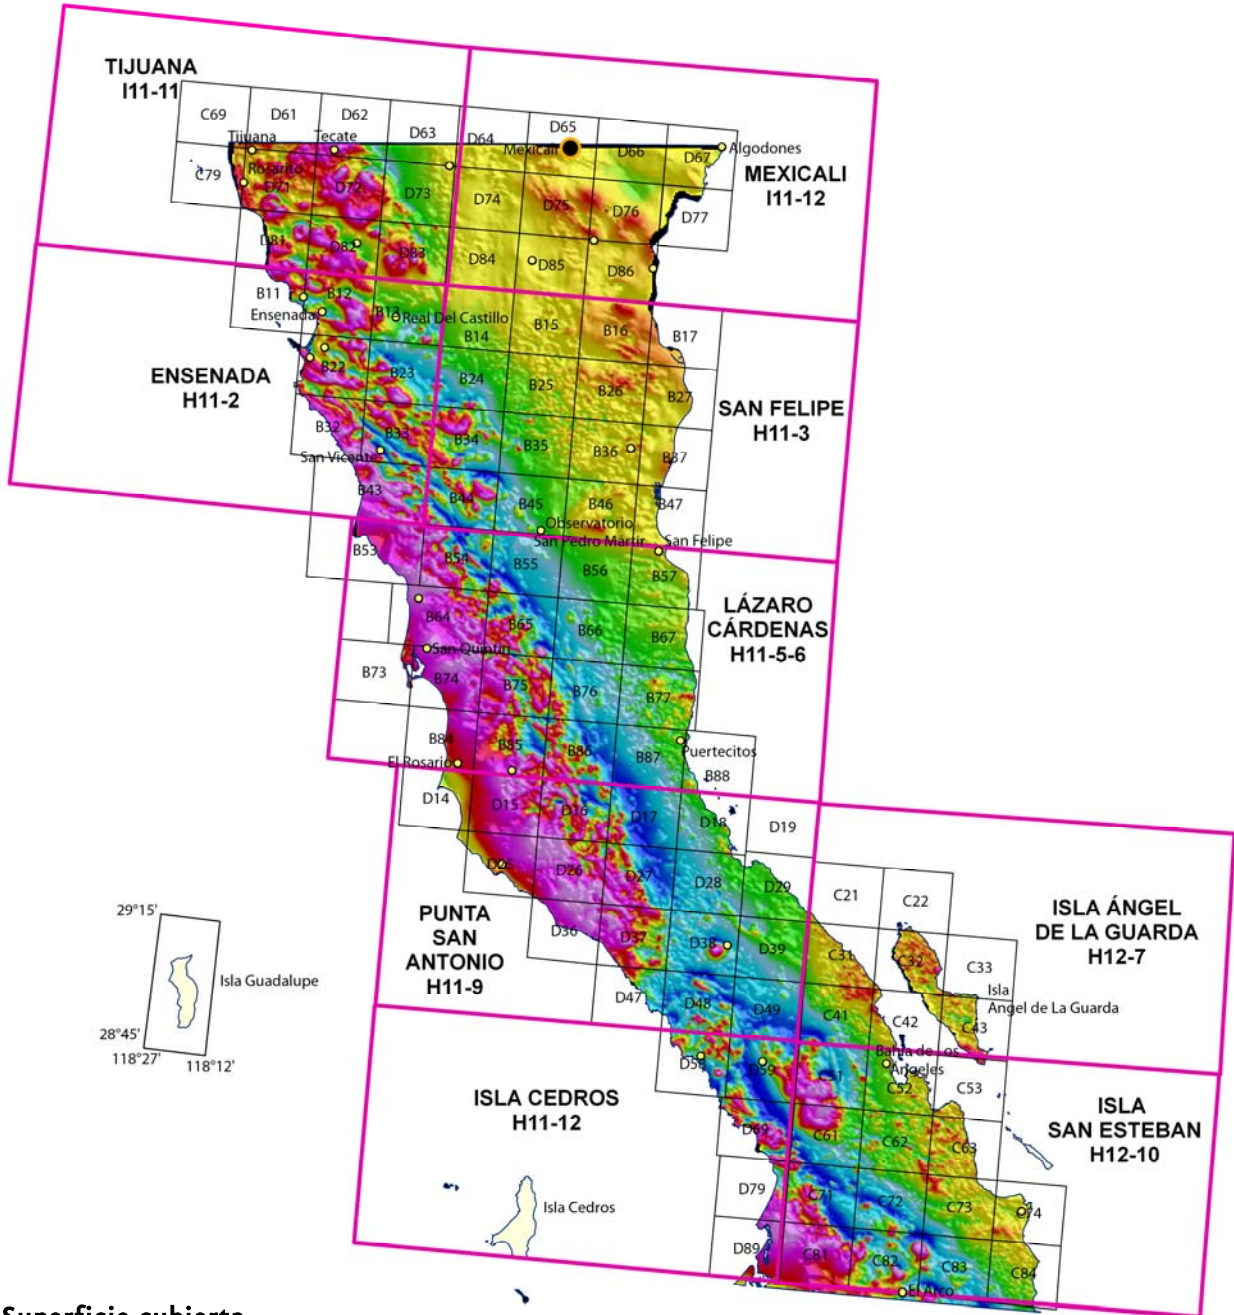 TIJUANA
I11-11
C69
D61
D62
D63
D64
D65
D66
D67
Tijuana
Tecate
Mexicali
Algodones
MEXICALI
I11-12
C79
Rosarito
D71
D72
D73
D74
D75
D76
D77
D81
D82
D83
D84
D85
D86
B11
B12
B13
Real Del Castillo
Ensenada
B14
B15
B16
B17
ENSENADA
H11-2
B22
B23
B24
B25
B26
B27
SAN FELIPE
H11-3
B32
B33
B34
B35
B36
B37
San Vicente
B43
B44
B45
B46
B47
Observatorio
San Pedro Mártir
San Felipe
B53
B54
B55
B56
B57
LÁZARO
CÁRDENAS
H11-5-6
B64
B65
B66
B67
San Quintín
B73
B74
B75
B76
B77
B84
B85
B86
B87
Puertecitos
B88
El Rosario
D14
D15
D16
D17
D18
D19
D25
D26
D27
D28
D29
C21
C22
ISLA ÁNGEL
DE LA GUARDA
H12-7
PUNTA
SAN
ANTONIO
H11-9
D36
D37
D38
D39
C31
C32
C33
Isla
Angel de La Guarda
29°15'
Isla Guadalupe
28°45'
118°27'
118°12'
D47
D48
D49
C41
C42
C43
Bahía de Los
Angeles
D59
C51
C52
C53
ISLA CEDROS
H11-12
ISLA
SAN ESTEBAN
H12-10
D69
C61
C62
C63
D79
C71
C72
C73
C74
Isla Cedros
D89
C81
C82
C83
C84
El Arco
Superficie cubierta